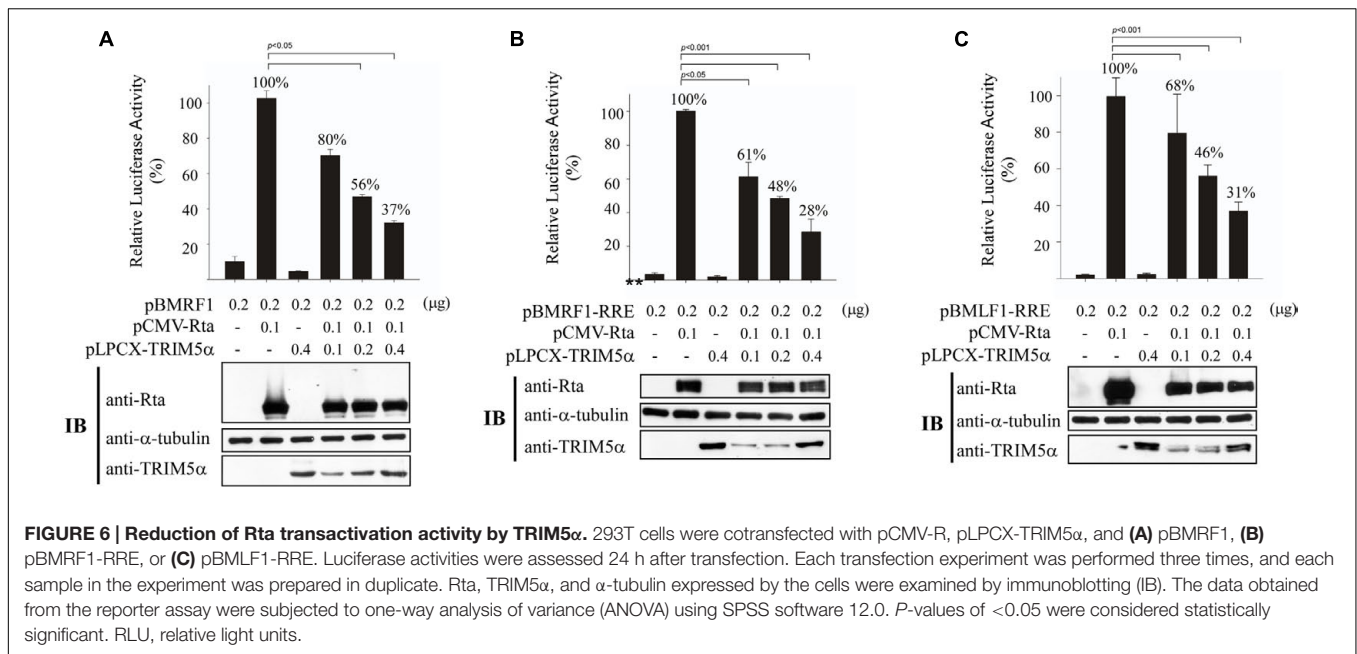 A
p<0.05
Relative Luciferase Activity
(%)
100
80
60
40
20
100%
80%
56%
37%
pBMRF1 0.2 0.2 0.2 0.2 0.2 0.2 (μg)
pCMV-Rta - 0.1 - 0.1 0.1 0.1
pLPCX-TRIM5α - - 0.4 0.1 0.2 0.4
IB
anti-Rta
anti-α-tubulin
anti-TRIM5α
B
p<0.001
p<0.05
Relative Luciferase Activity
(%)
100
80
60
40
20
**
100%
61%
48%
28%
pBMRF1-RRE 0.2 0.2 0.2 0.2 0.2 0.2 (μg)
pCMV-Rta - 0.1 - 0.1 0.1 0.1
pLPCX-TRIM5α - - 0.4 0.1 0.2 0.4
IB
anti-Rta
anti-α-tubulin
anti-TRIM5α
C
p<0.001
Relative Luciferase Activity
(%)
100
80
60
40
20
100%
68%
46%
31%
pBMLF1-RRE 0.2 0.2 0.2 0.2 0.2 0.2 (μg)
pCMV-Rta - 0.1 - 0.1 0.1 0.1
pLPCX-TRIM5α - - 0.4 0.1 0.2 0.4
IB
anti-Rta
anti-α-tubulin
anti-TRIM5α
FIGURE 6 | Reduction of Rta transactivation activity by TRIM5α. 293T cells were cotransfected with pCMV-R, pLPCX-TRIM5α, and (A) pBMRF1, (B)
pBMRF1-RRE, or (C) pBMLF1-RRE. Luciferase activities were assessed 24 h after transfection. Each transfection experiment was performed three times, and each
sample in the experiment was prepared in duplicate. Rta, TRIM5α, and α-tubulin expressed by the cells were examined by immunoblotting (IB). The data obtained
from the reporter assay were subjected to one-way analysis of variance (ANOVA) using SPSS software 12.0. P-values of <0.05 were considered statistically
significant. RLU, relative light units.